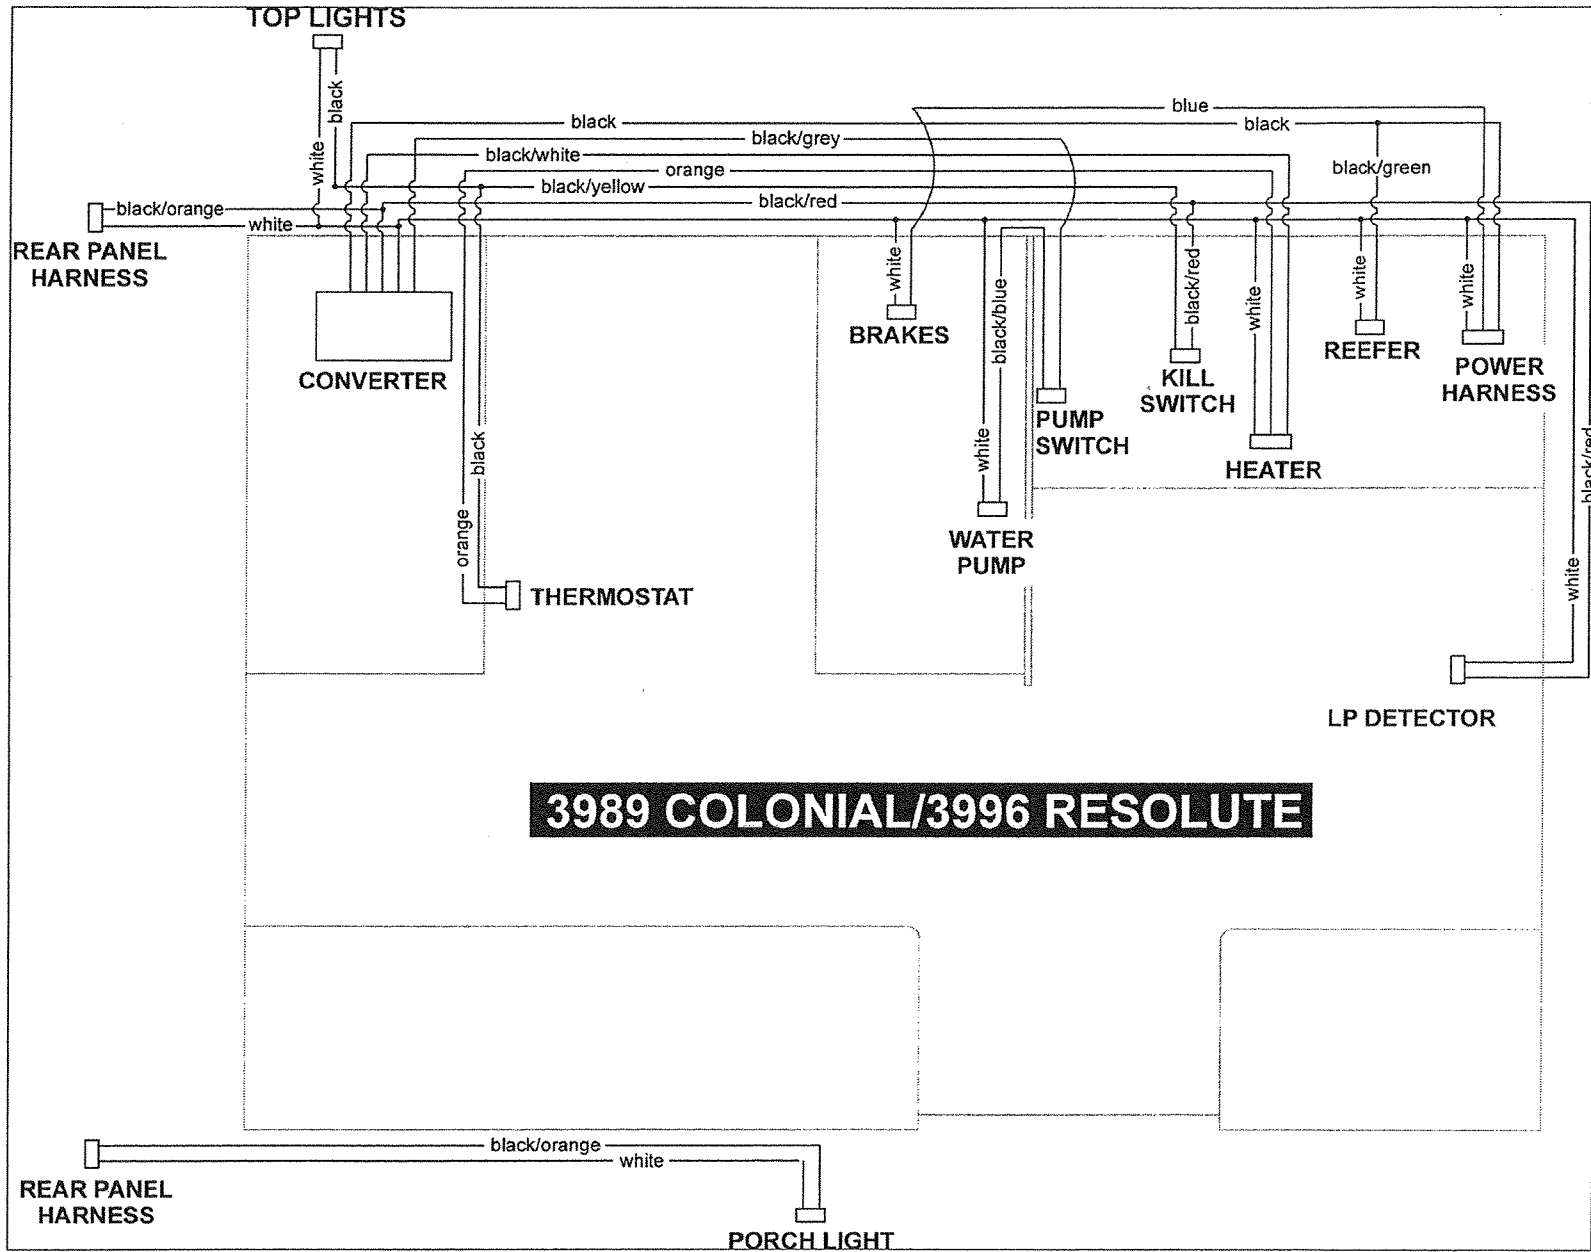 TOP LIGHTS
black
white
blue
black
black
black/grey
black/white
orange
black/green
black/yellow
black/red
black/orange
white
REAR PANEL
HARNESS
CONVERTER
white
BRAKES
black/blue
white
WATER
PUMP
PUMP
SWITCH
black/red
KILL
SWITCH
white
HEATER
white
REEFER
white
POWER
HARNESS
black
orange
THERMOSTAT
black/red
white
LP DETECTOR
3989 COLONIAL/3996 RESOLUTE
black/orange
white
REAR PANEL
HARNESS
PORCH LIGHT